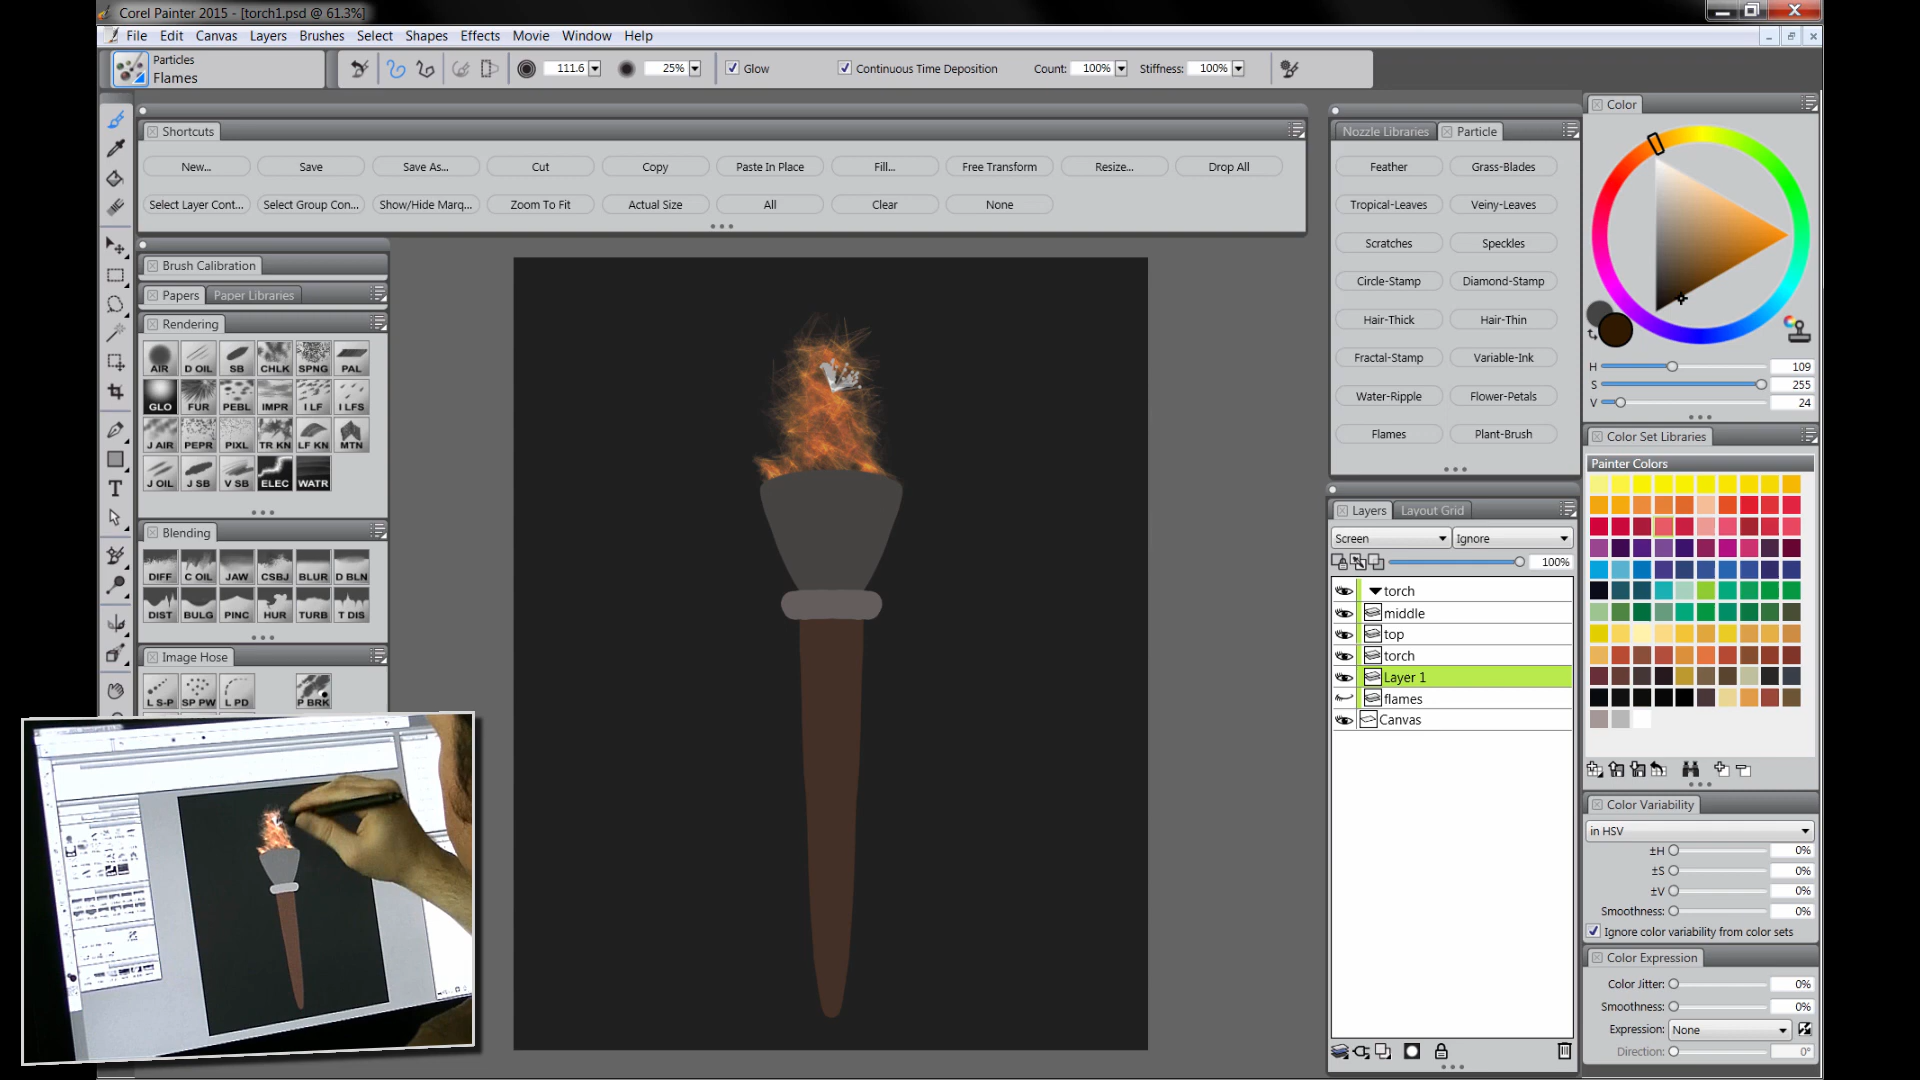 Corel Painter 2015 - [torch1.psd @ 61.3%]
File Edit Canvas Layers Brushes Select Shapes Effects Movie Window Help
Particles
Flames
111.6 25% Glow Continuous Time Deposition Count: 100% Stiffness: 100%
Shortcuts
New... Save Save As... Cut Copy Paste In Place Fill... Free Transform Resize... Drop All
Select Layer Cont... Select Group Con... Show/Hide Marq... Zoom To Fit Actual Size All Clear None
Brush Calibration
Papers Paper Libraries
Rendering
AIR D OIL SB CHLK SPNG PAL
GLO FUR PEBL IMPR I LF I LFS
J AIR PEPR PIXL TR KN LF KN MTN
J OIL J SB V SB ELEC WATR
Blending
DIFF C OIL JAW CSBJ BLUR D BLN
DIST BULG PINC HUR TURB T DIS
Image Hose
L S-P SP PW L PD P BRK
Nozzle Libraries Particle
Feather Grass-Blades
Tropical-Leaves Veiny-Leaves
Scratches Speckles
Circle-Stamp Diamond-Stamp
Hair-Thick Hair-Thin
Fractal-Stamp Variable-Ink
Water-Ripple Flower-Petals
Flames Plant-Brush
Layers Layout Grid
Screen Ignore
100%
torch
middle
top
torch
Layer 1
flames
Canvas
Color
H 109
S 255
V 24
Color Set Libraries
Painter Colors
Color Variability
in HSV
±H 0%
±S 0%
±V 0%
Smoothness: 0%
Ignore color variability from color sets
Color Expression
Color Jitter: 0%
Smoothness: 0%
Expression: None
Direction: 0°